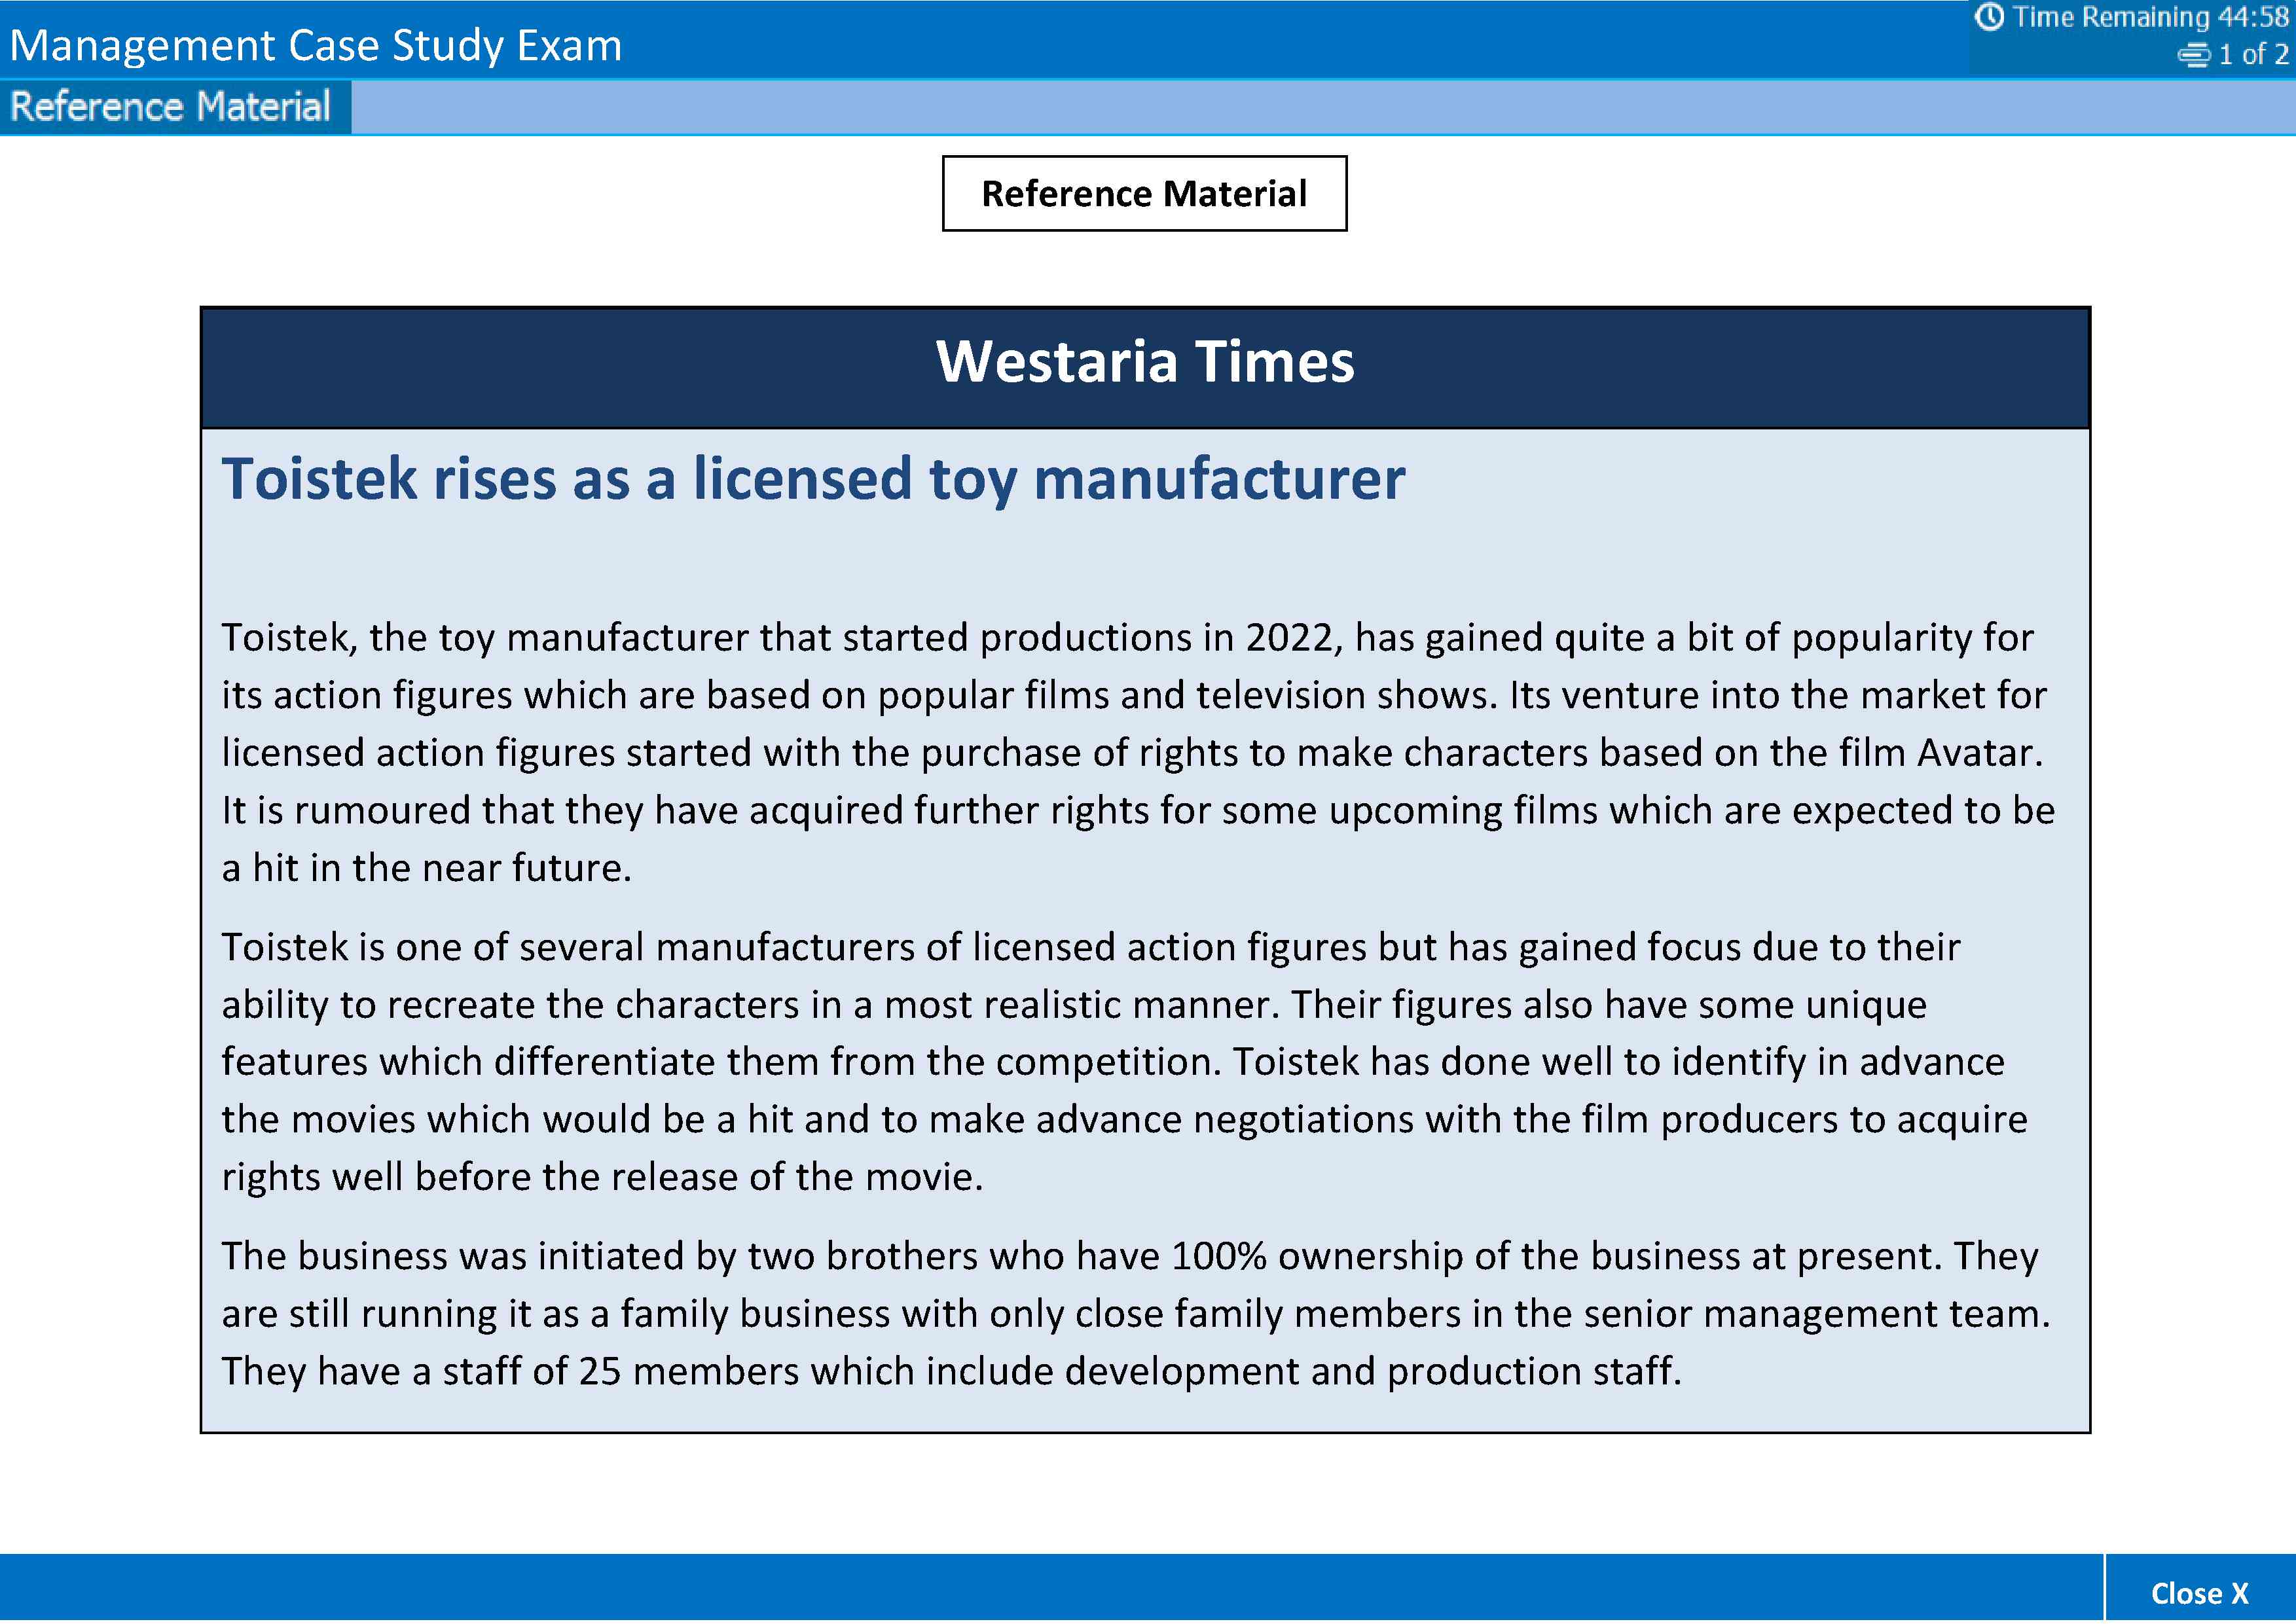 Management Case Study Exam
Time Remaining 44:58
1 of 2
Reference Material
Reference Material
Westaria Times
Toistek rises as a licensed toy manufacturer
Toistek, the toy manufacturer that started productions in 2022, has gained quite a bit of popularity for
its action figures which are based on popular films and television shows. Its venture into the market for
licensed action figures started with the purchase of rights to make characters based on the film Avatar.
It is rumoured that they have acquired further rights for some upcoming films which are expected to be
a hit in the near future.
Toistek is one of several manufacturers of licensed action figures but has gained focus due to their
ability to recreate the characters in a most realistic manner. Their figures also have some unique
features which differentiate them from the competition. Toistek has done well to identify in advance
the movies which would be a hit and to make advance negotiations with the film producers to acquire
rights well before the release of the movie.
The business was initiated by two brothers who have 100% ownership of the business at present. They
are still running it as a family business with only close family members in the senior management team.
They have a staff of 25 members which include development and production staff.
Close X